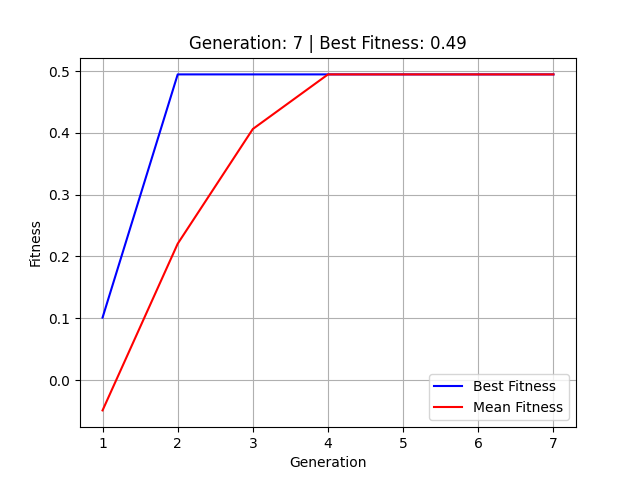 Generation: 7 | Best Fitness: 0.49
0.5
0.4
0.3
0.2
0.1
0.0
Fitness
Best Fitness
Mean Fitness
1 2 3 4 5 6 7
Generation